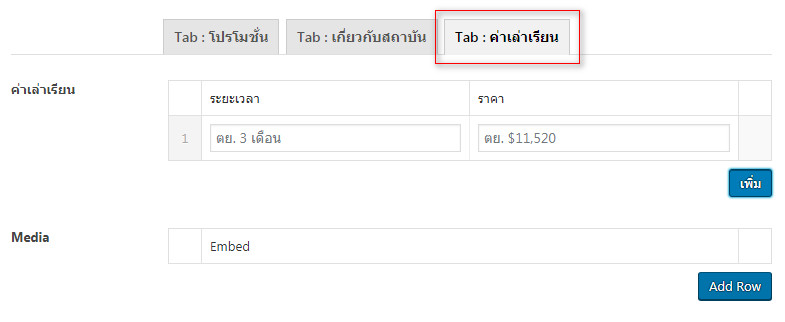 Tab : โปรโมชั่น Tab : เกี่ยวกับสถาบัน Tab : ค่าเล่าเรียน
ค่าเล่าเรียน
ระยะเวลา ราคา
1 ตย. 3 เดือน ตย. $11,520
เพิ่ม
Media
Embed
Add Row